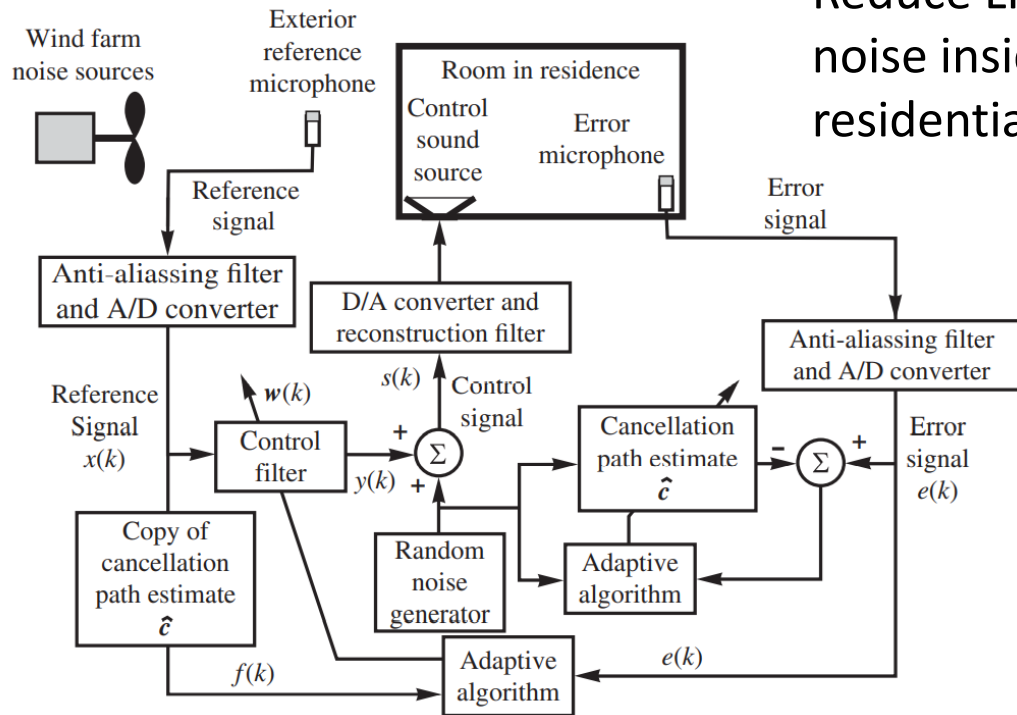 Reduce
noise
residentia
Wind farm
noise sources
Exterior
reference
microphone
Room in residence
Control
sound
source
Error
microphone
Reference
signal
Error
signal
Anti-aliassing filter
and A/D converter
D/A converter and
reconstruction filter
Anti-aliassing filter
and A/D converter
Reference
Signal
x(k)
w(k)
s(k)
Control
signal
Control
filter
+
Σ
+
y(k)
Cancellation
path estimate
ĉ
-
Σ
+
Error
signal
e(k)
Copy of
cancellation
path estimate
ĉ
Random
noise
generator
Adaptive
algorithm
f(k)
Adaptive
algorithm
e(k)